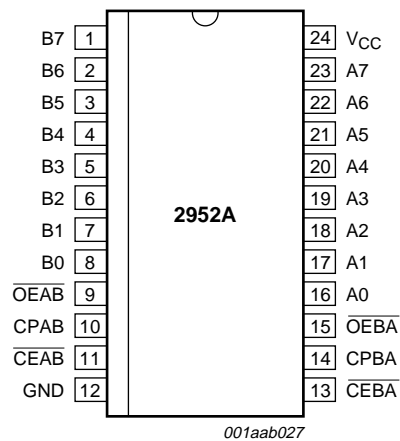 B7 1 24 VCC
B6 2 23 A7
B5 3 22 A6
B4 4 21 A5
B3 5 20 A4
B2 6 19 A3
2952A
B1 7 18 A2
B0 8 17 A1
OEAB 9 16 A0
CPAB 10 15 OEBA
CEAB 11 14 CPBA
GND 12 13 CEBA
001aab027